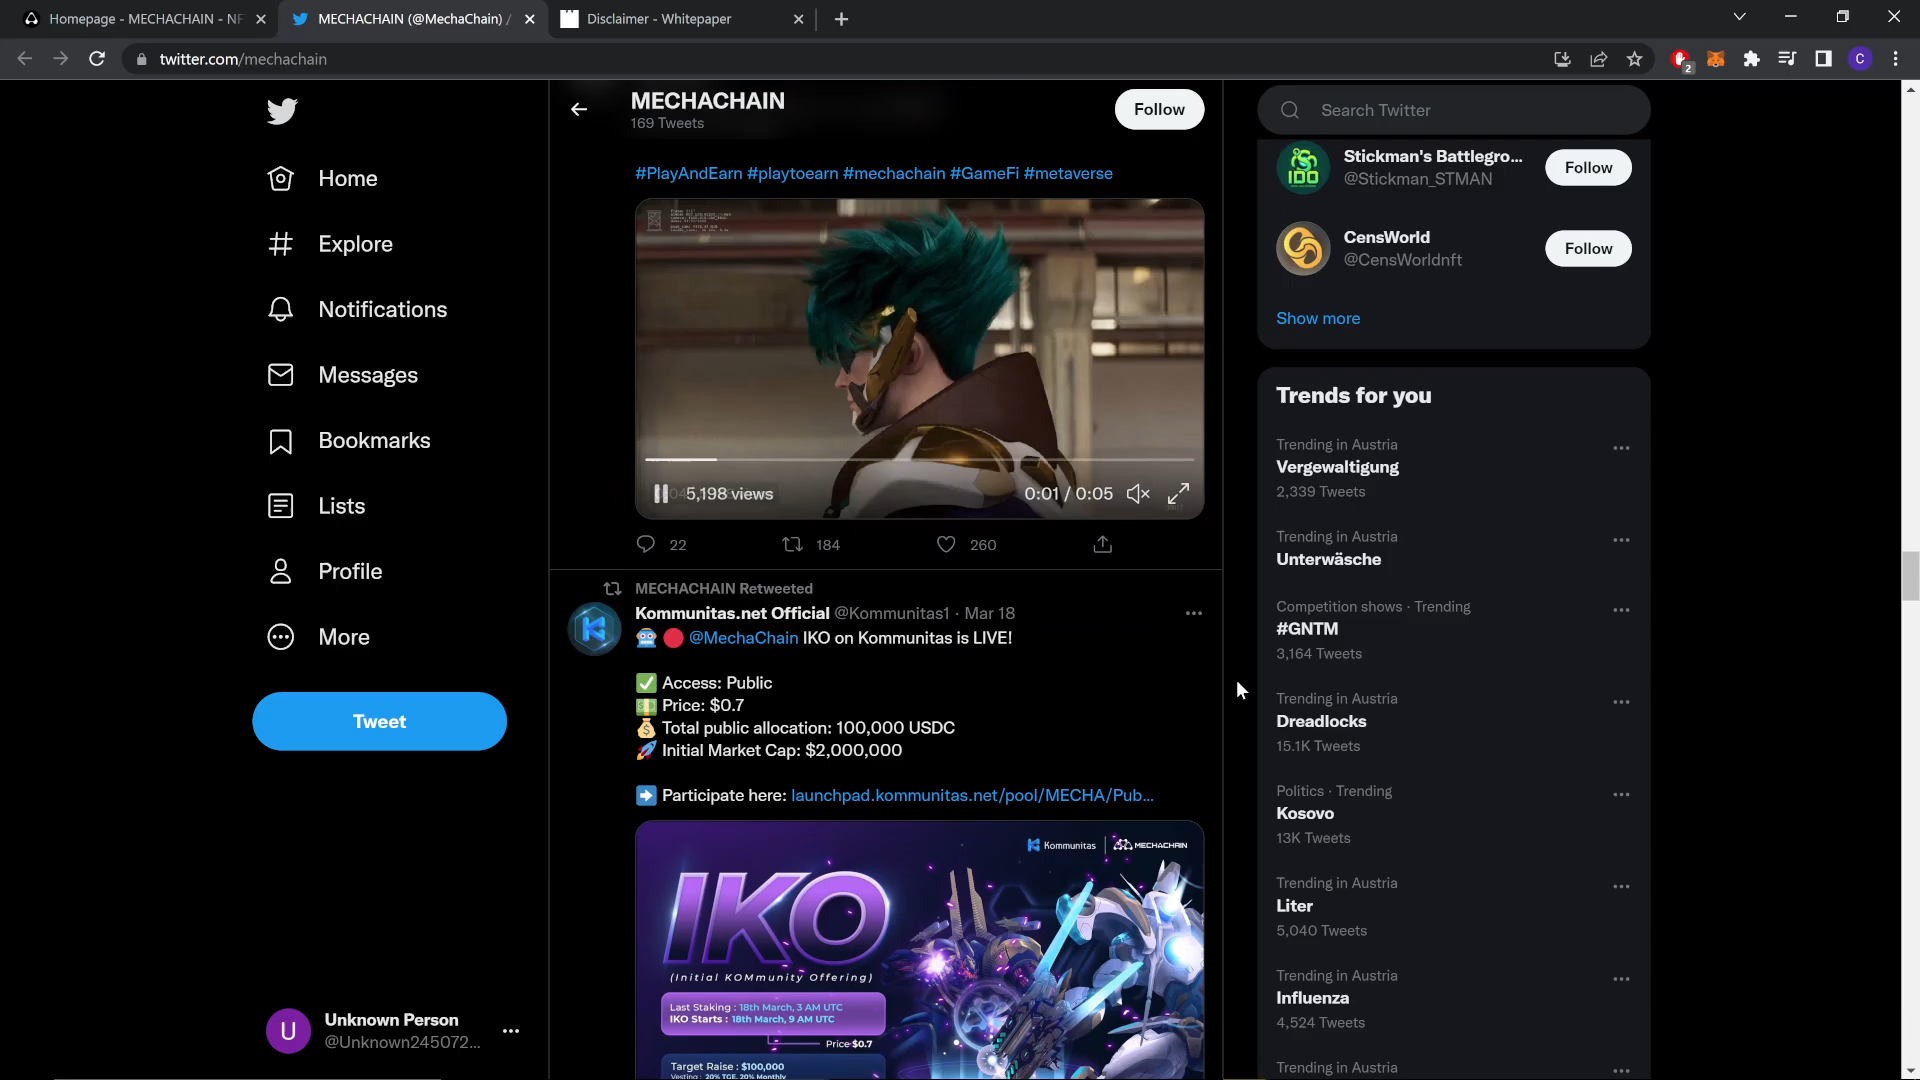 Homepage - MECHACHAIN - NF
MECHACHAIN (@MechaChain) /
Disclaimer - Whitepaper
twitter.com/mechachain
2
C
Home
Explore
Notifications
Messages
Bookmarks
Lists
Profile
More
Tweet
Unknown Person
@Unknown245072...
U
MECHACHAIN
169 Tweets
Follow
#PlayAndEarn #playtoearn #mechachain #GameFi #metaverse
5,198 views
0:01 / 0:05
22
184
260
MECHACHAIN Retweeted
Kommunitas.net Official @Kommunitas1 · Mar 18
🤖 🔴 @MechaChain IKO on Kommunitas is LIVE!
✅ Access: Public
💵 Price: $0.7
💰 Total public allocation: 100,000 USDC
🚀 Initial Market Cap: $2,000,000
➡️ Participate here: launchpad.kommunitas.net/pool/MECHA/Pub...
Kommunitas | MECHACHAIN
IKO
(Initial KOMmunity Offering)
Last Staking : 18th March, 3 AM UTC
IKO Starts : 18th March, 9 AM UTC
Price $0.7
Target Raise : $100,000
Vesting : 20% TGE, 20% Monthly
Search Twitter
IDO
Stickman's Battlegro...
@Stickman_STMAN
Follow
CensWorld
@CensWorldnft
Follow
Show more
Trends for you
Trending in Austria
Vergewaltigung
2,339 Tweets
Trending in Austria
Unterwäsche
Competition shows · Trending
#GNTM
3,164 Tweets
Trending in Austria
Dreadlocks
15.1K Tweets
Politics · Trending
Kosovo
13K Tweets
Trending in Austria
Liter
5,040 Tweets
Trending in Austria
Influenza
4,524 Tweets
Trending in Austria